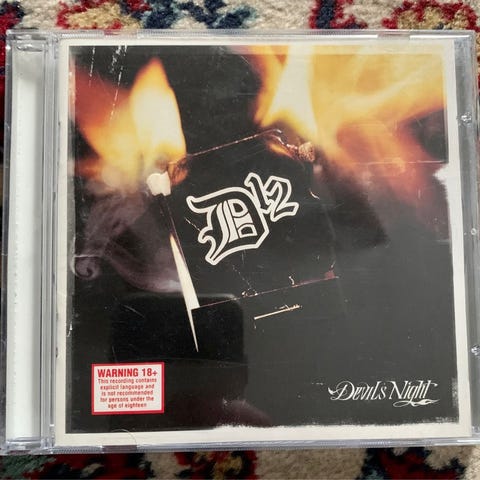 D12
WARNING 18+
This recording contains
explicit language and
is not recommended
for persons under the
age of eighteen
Devil's Night